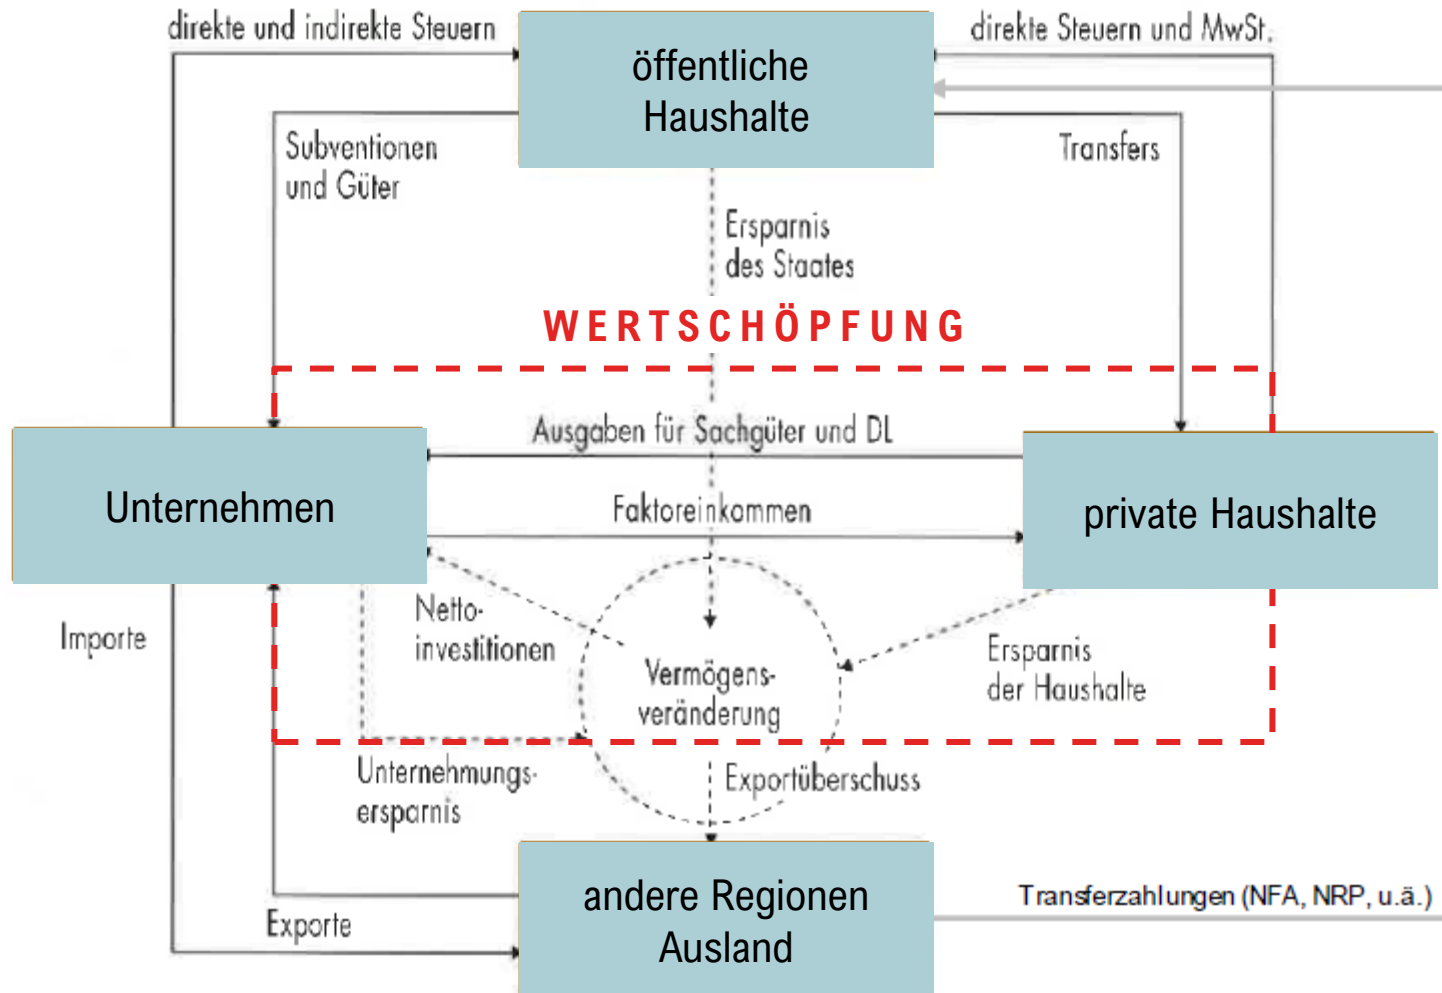 direkte und indirekte Steuern
direkte Steuern und MwSt.
öffentliche
Haushalte
Subventionen
und Güter
Transfers
Ersparnis
des Staates
WERTSCHÖPFUNG
Ausgaben für Sachgüter und DL
Unternehmen
Faktoreinkommen
private Haushalte
Importe
Netto-
investitionen
Vermögens-
veränderung
Ersparnis
der Haushalte
Unternehmungs-
ersparnis
Exportüberschuss
andere Regionen
Ausland
Transferzahlungen (NFA, NRP, u.ä.)
Exporte